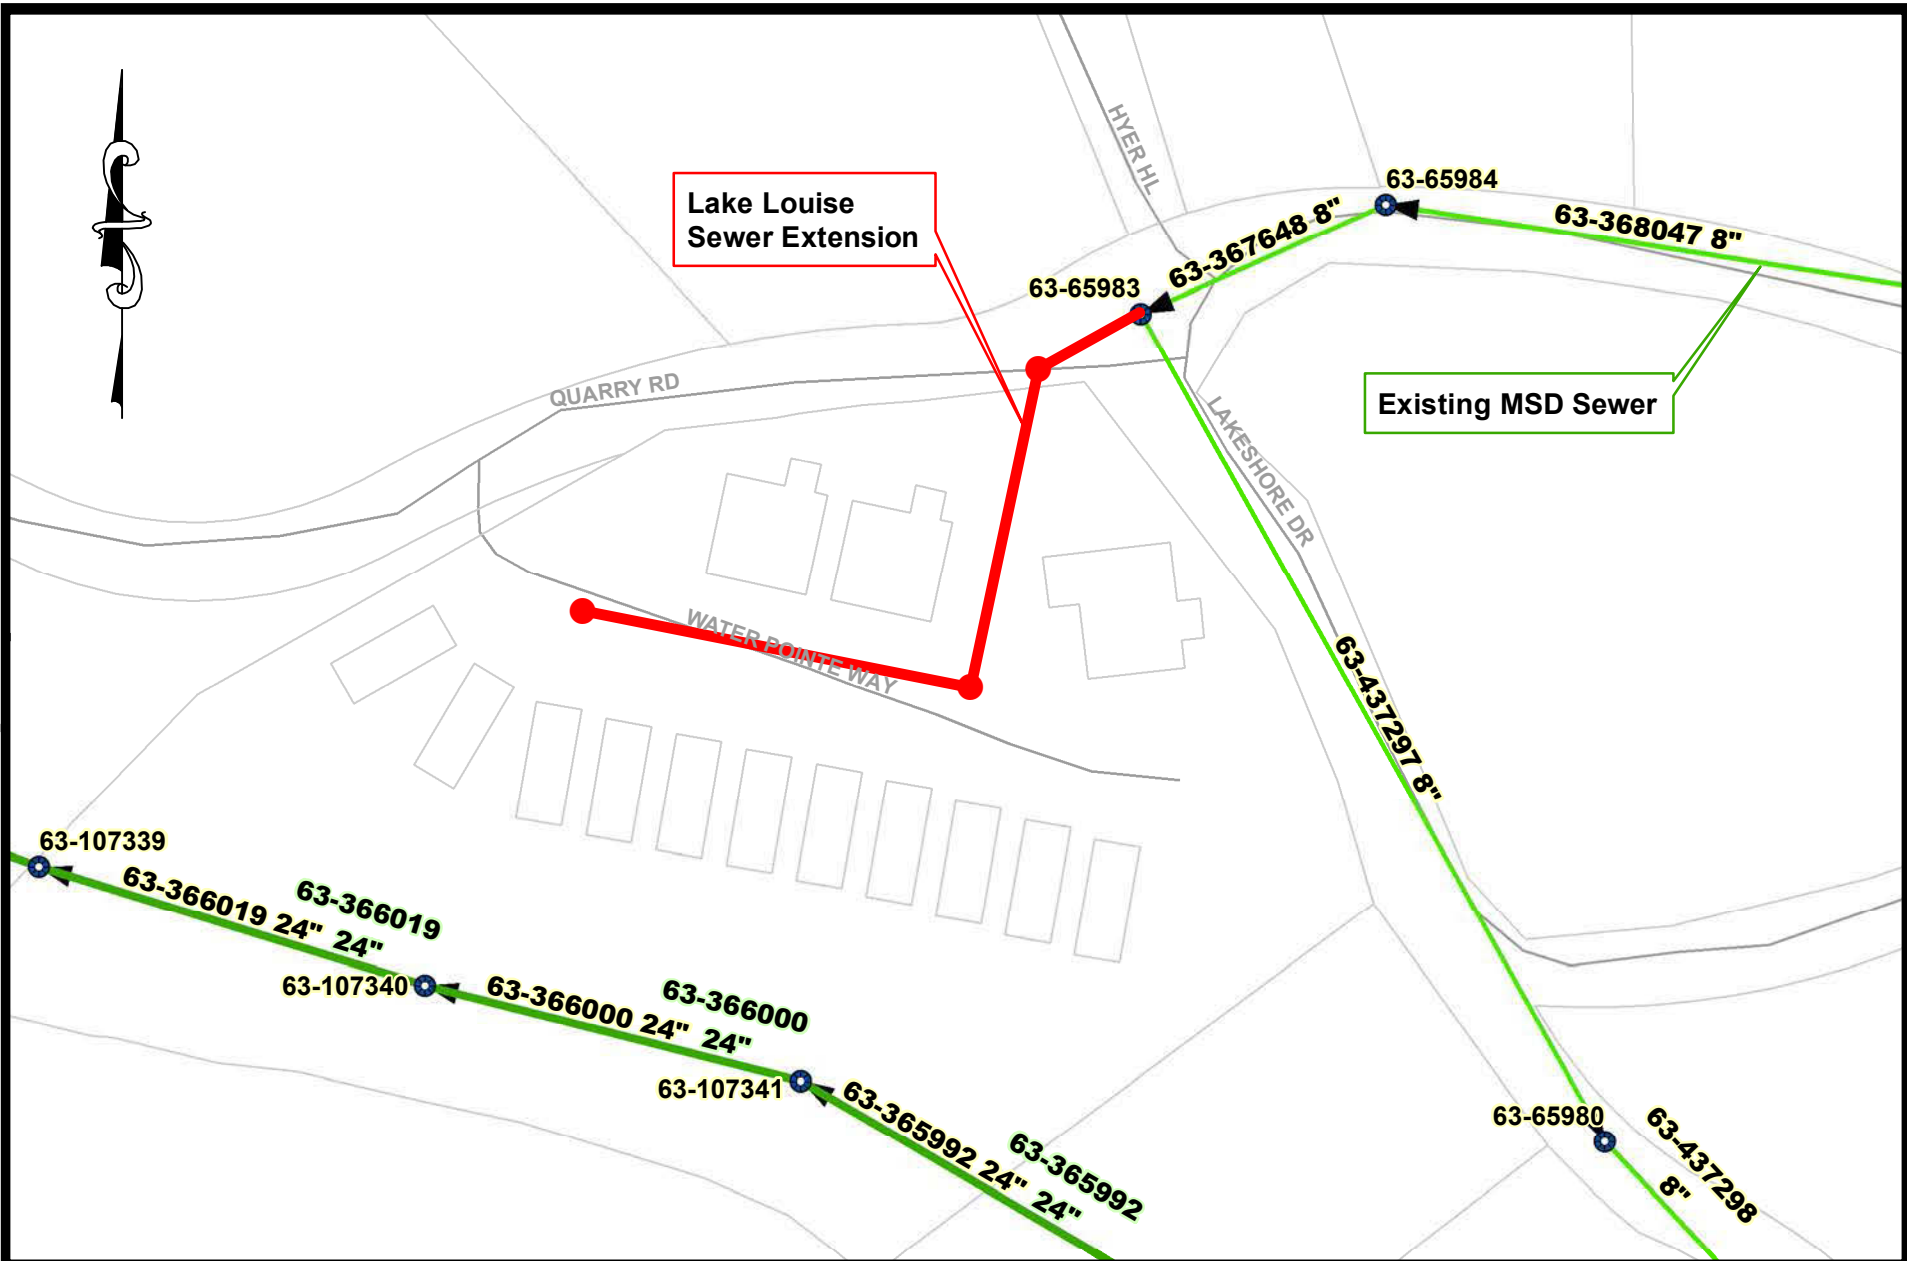 HYER HL
63-65984
Lake Louise
Sewer Extension
63-367648 8"
63-368047 8"
63-65983
QUARRY RD
Existing MSD Sewer
LAKESHORE DR
WATER POINTE WAY
63-437297 8"
63-107339
63-366019 24"
63-366019
24"
63-107340
63-366000 24"
63-366000
24"
63-107341
63-365992 24"
63-365992
24"
63-65980
63-437298
8"